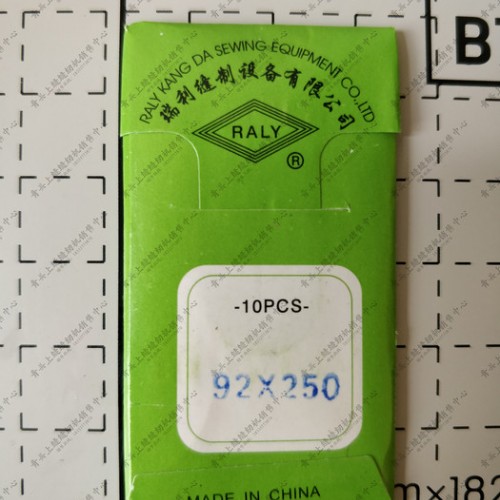 RALY KANG DA SEWING EQUIPMENT CO.,LTD
瑞利缝制设备有限公司
RALY
®
-10PCS-
92X250
MADE IN CHINA
B
m×182